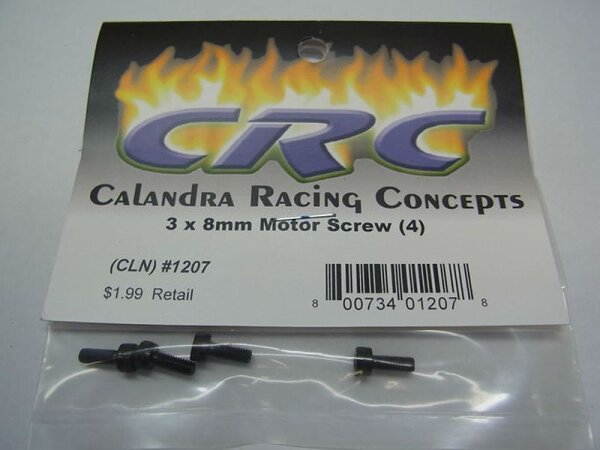 CRC
CALANDRA RACING CONCEPTS
3 x 8mm Motor Screw (4)
(CLN) #1207
$1.99 Retail
8 00734 01207 8